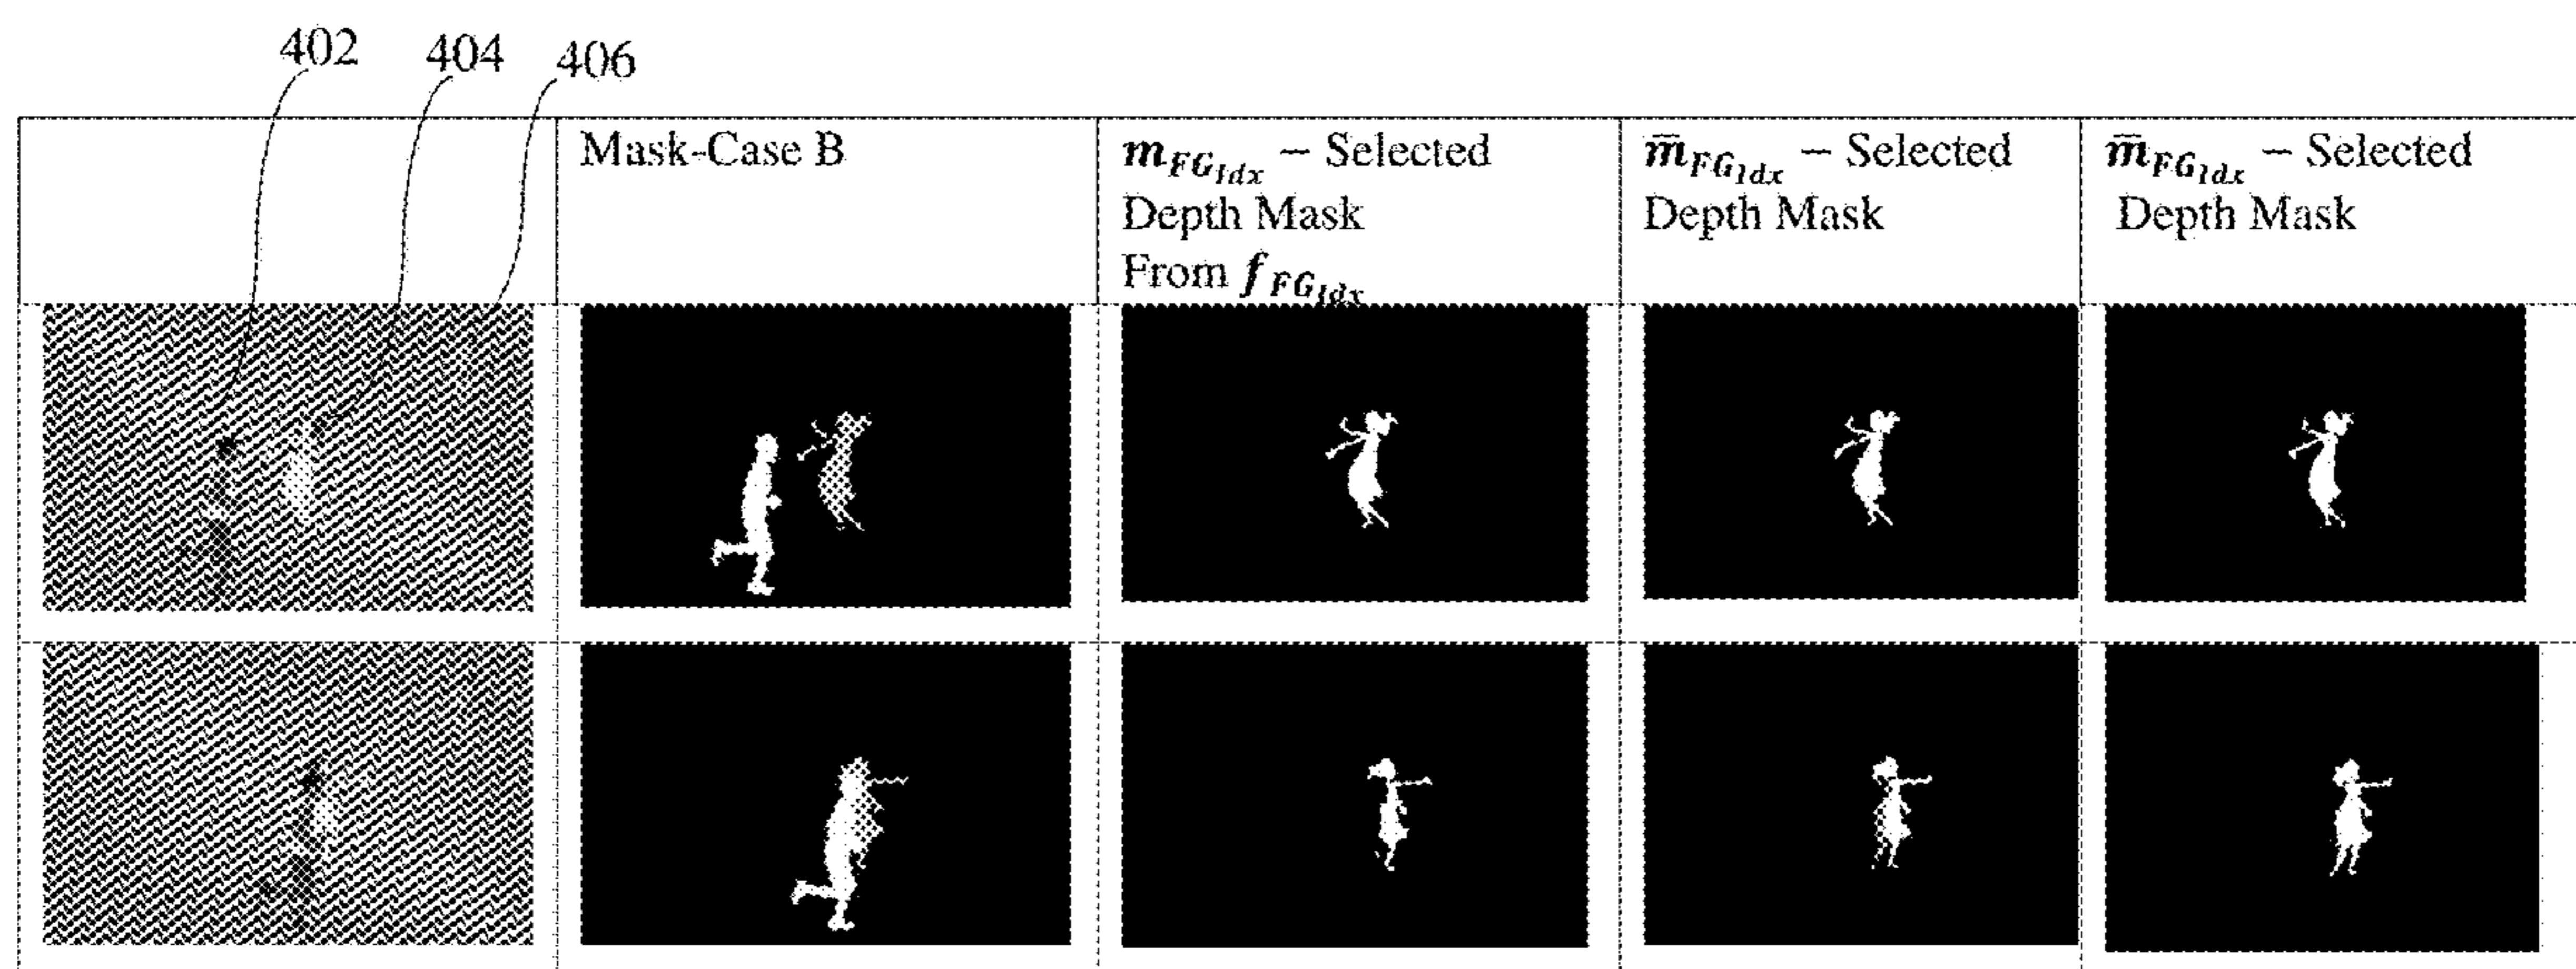 402 404 406
Mask-Case B
m_{FG_{Idx}} – Selected
Depth Mask
From f_{FG_{Idx}}
m̅_{FG_{Idx}} – Selected
Depth Mask
m̿_{FG_{Idx}} – Selected
Depth Mask